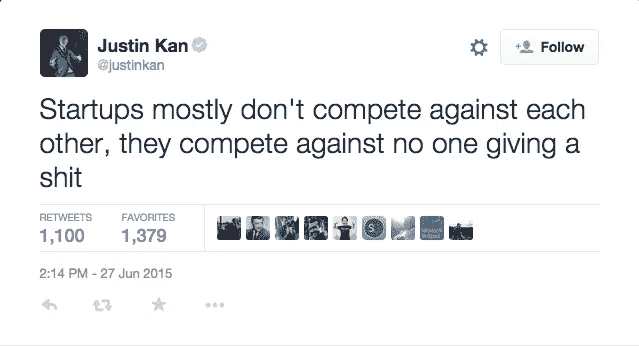 Justin Kan
@justinkan
Follow
Startups mostly don't compete against each
other, they compete against no one giving a
shit
RETWEETS FAVORITES
1,100 1,379
2:14 PM - 27 Jun 2015